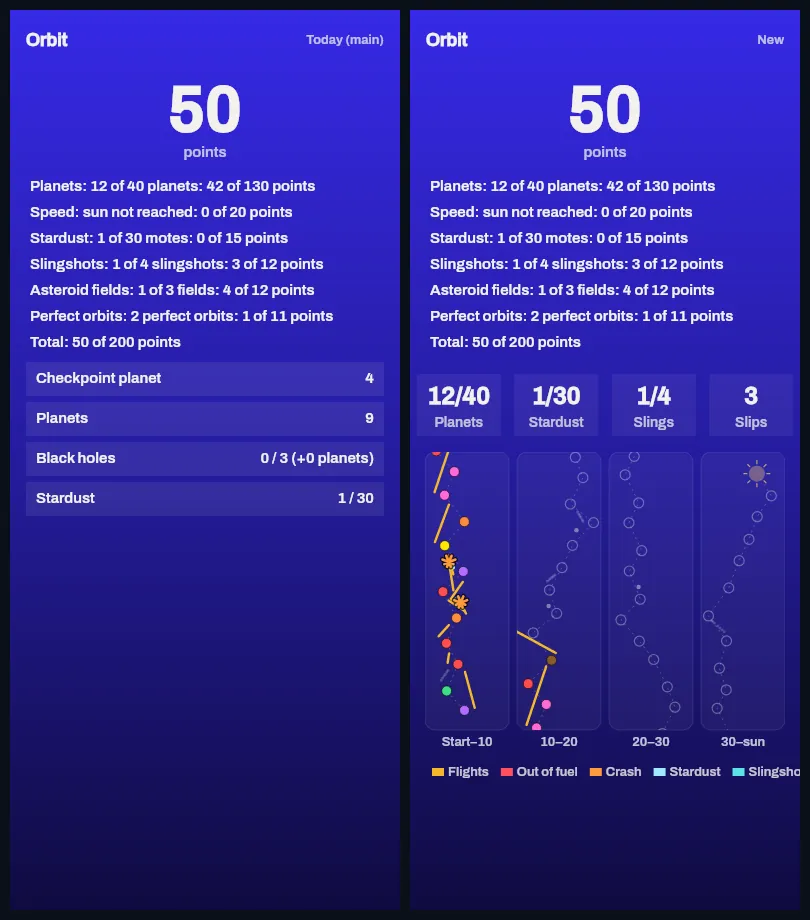 Orbit
Today (main)
50
points
Planets: 12 of 40 planets: 42 of 130 points
Speed: sun not reached: 0 of 20 points
Stardust: 1 of 30 motes: 0 of 15 points
Slingshots: 1 of 4 slingshots: 3 of 12 points
Asteroid fields: 1 of 3 fields: 4 of 12 points
Perfect orbits: 2 perfect orbits: 1 of 11 points
Total: 50 of 200 points
Checkpoint planet 4
Planets 9
Black holes 0 / 3 (+0 planets)
Stardust 1 / 30
Orbit
New
50
points
Planets: 12 of 40 planets: 42 of 130 points
Speed: sun not reached: 0 of 20 points
Stardust: 1 of 30 motes: 0 of 15 points
Slingshots: 1 of 4 slingshots: 3 of 12 points
Asteroid fields: 1 of 3 fields: 4 of 12 points
Perfect orbits: 2 perfect orbits: 1 of 11 points
Total: 50 of 200 points
12/40 1/30 1/4 3
Planets Stardust Slings Slips
Start–10 10–20 20–30 30–sun
Flights Out of fuel Crash Stardust Slingsho